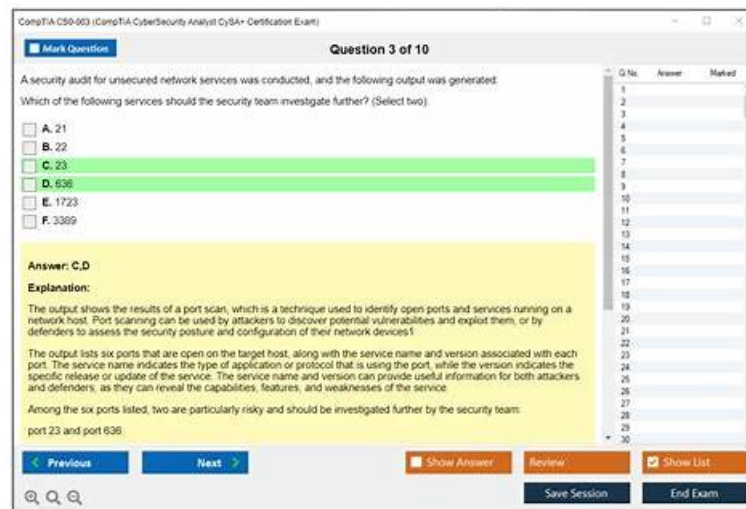 CompTIA CS0-003 (CompTIA CyberSecurity Analyst CySA+ Certification Exam)
Mark Question
Question 3 of 10
A security audit for unsecured network services was conducted, and the following output was generated:
Which of the following services should the security team investigate further? (Select two).
A. 21
B. 22
C. 23
D. 636
E. 1723
F. 3389
Answer: C,D
Explanation:
The output shows the results of a port scan, which is a technique used to identify open ports and services running on a
network host. Port scanning can be used by attackers to discover potential vulnerabilities and exploit them, or by
defenders to assess the security posture and configuration of their network devices1
The output lists six ports that are open on the target host, along with the service name and version associated with each
port. The service name indicates the type of application or protocol that is using the port, while the version indicates the
specific release or update of the service. The service name and version can provide useful information for both attackers
and defenders, as they can reveal the capabilities, features, and weaknesses of the service.
Among the six ports listed, two are particularly risky and should be investigated further by the security team:
port 23 and port 636.
Q No. Answer Marked
1
2
3
4
5
6
7
8
9
10
11
12
13
14
15
16
17
18
19
20
21
22
23
24
25
26
27
28
29
30
Previous
Next
Show Answer
Review
Show List
Save Session
End Exam